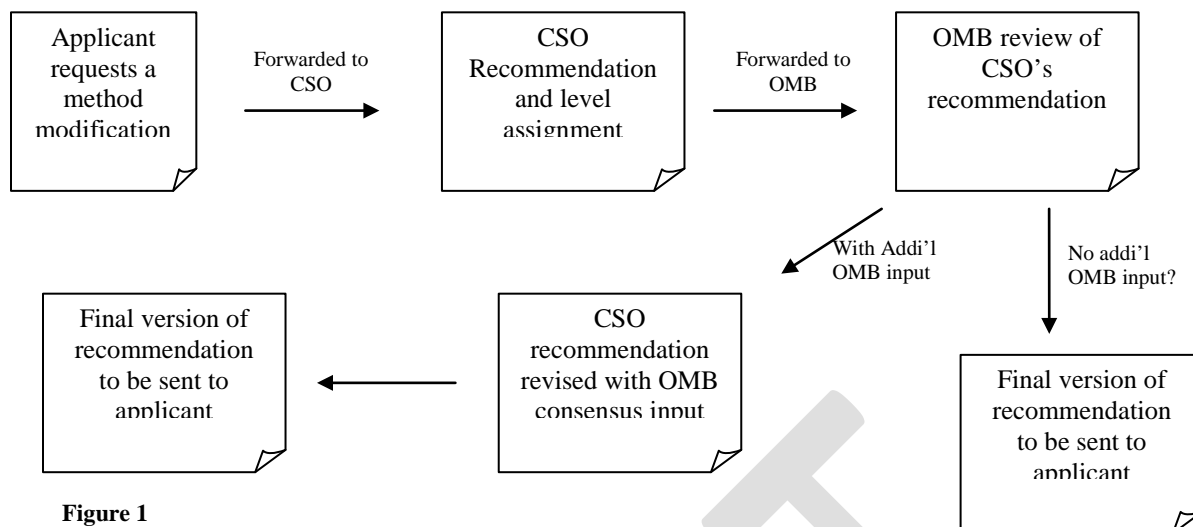 Applicant
requests a
method
modification
Forwarded to
CSO
CSO
Recommendation
and level
assignment
Forwarded to
OMB
OMB review of
CSO's
recommendation
With Addi'l
OMB input
No addi'l
OMB input?
Final version of
recommendation
to be sent to
applicant
CSO
recommendation
revised with OMB
consensus input
Final version of
recommendation
to be sent to
applicant
Figure 1